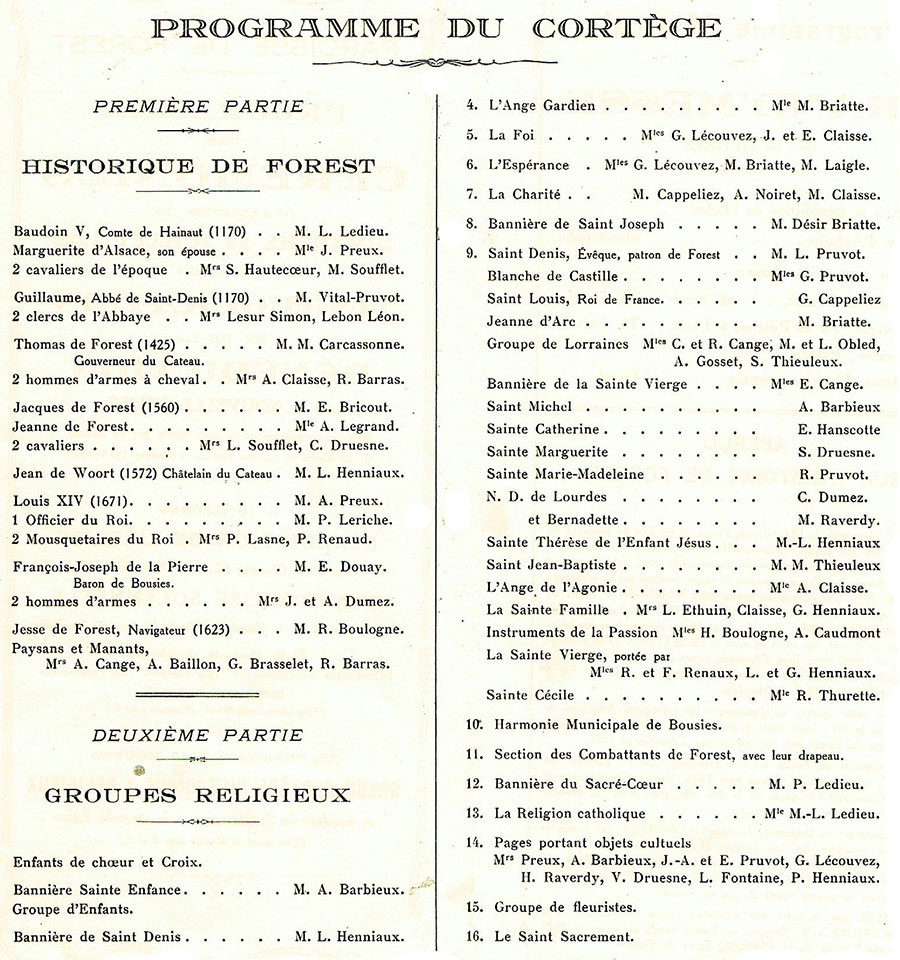 PROGRAMME DU CORTÈGE
PREMIÈRE PARTIE
HISTORIQUE DE FOREST
Baudoin V, Comte de Hainaut (1170) . . M. L. Ledieu.
Marguerite d'Alsace, son épouse . . . . Mle J. Preux.
2 cavaliers de l'époque . Mrs S. Hautecœur, M. Soufflet.
Guillaume, Abbé de Saint-Denis (1170) . . M. Vital-Pruvot.
2 clercs de l'Abbaye . . Mrs Lesur Simon, Lebon Léon.
Thomas de Forest (1425) . . . . . M. M. Carcassonne.
Gouverneur du Cateau.
2 hommes d'armes à cheval. . Mrs A. Claisse, R. Barras.
Jacques de Forest (1560) . . . . . . M. E. Bricout.
Jeanne de Forest. . . . . . . . . Mle A. Legrand.
2 cavaliers . . . . . . Mrs L. Soufflet, C. Druesne.
Jean de Woort (1572) Châtelain du Cateau . M. L. Henniaux.
Louis XIV (1671). . . . . . . . . M. A. Preux.
1 Officier du Roi. . . . . . . . . M. P. Leriche.
2 Mousquetaires du Roi . Mrs P. Lasne, P. Renaud.
François-Joseph de la Pierre . . . . M. E. Douay.
Baron de Bousies.
2 hommes d'armes . . . . . . Mrs J. et A. Dumez.
Jesse de Forest, Navigateur (1623) . . . M. R. Boulogne.
Paysans et Manants,
Mrs A. Cange, A. Baillon, G. Brasselet, R. Barras.
DEUXIÈME PARTIE
GROUPES RELIGIEUX
Enfants de chœur et Croix.
Bannière Sainte Enfance. . . . . . M. A. Barbieux.
Groupe d'Enfants.
Bannière de Saint Denis . . . . . . M. L. Henniaux.
4. L'Ange Gardien . . . . . . . . . Mle M. Briatte.
5. La Foi . . . . . Mles G. Lécouvez, J. et E. Claisse.
6. L'Espérance . Mles G. Lécouvez, M. Briatte, M. Laigle.
7. La Charité . . M. Cappeliez, A. Noiret, M. Claisse.
8. Bannière de Saint Joseph . . . . . M. Désir Briatte.
9. Saint Denis, Évêque, patron de Forest . . M. L. Pruvot.
Blanche de Castille . . . . . . . . Mles G. Pruvot.
Saint Louis, Roi de France. . . . . . G. Cappeliez
Jeanne d'Arc . . . . . . . . . . . M. Briatte.
Groupe de Lorraines Mles C. et R. Cange, M. et L. Obled,
A. Gosset, S. Thieuleux.
Bannière de la Sainte Vierge . . . . Mles E. Cange.
Saint Michel . . . . . . . . . . A. Barbieux
Sainte Catherine . . . . . . . . . E. Hanscotte
Sainte Marguerite . . . . . . . . S. Druesne.
Sainte Marie-Madeleine . . . . . . R. Pruvot.
N. D. de Lourdes . . . . . . . . C. Dumez.
et Bernadette . . . . . . . . M. Raverdy.
Sainte Thérèse de l'Enfant Jésus . . . M.-L. Henniaux
Saint Jean-Baptiste . . . . . . . M. M. Thieuleux
L'Ange de l'Agonie . . . . . . . . Mle A. Claisse.
La Sainte Famille . Mrs L. Ethuin, Claisse, G. Henniaux.
Instruments de la Passion Mles H. Boulogne, A. Caudmont
La Sainte Vierge, portée par
Mles R. et F. Renaux, L. et G. Henniaux.
Sainte Cécile . . . . . . . . . . Mle R. Thurette.
10. Harmonie Municipale de Bousies.
11. Section des Combattants de Forest, avec leur drapeau.
12. Bannière du Sacré-Cœur . . . . . M. P. Ledieu.
13. La Religion catholique . . . . . . Mle M.-L. Ledieu.
14. Pages portant objets cultuels
Mrs Preux, A. Barbieux, J.-A. et E. Pruvot, G. Lécouvez,
H. Raverdy, V. Druesne, L. Fontaine, P. Henniaux.
15. Groupe de fleuristes.
16. Le Saint Sacrement.